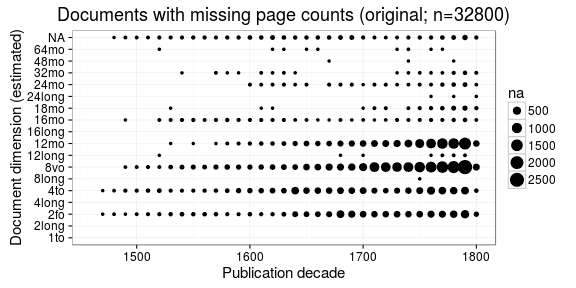 Documents with missing page counts (original; n=32800)
Document dimension (estimated)
NA
64mo
48mo
32mo
24mo
24long
18mo
16mo
16long
12mo
12long
8vo
8long
4to
4long
2fo
2long
1to
1500
1600
1700
1800
Publication decade
na
500
1000
1500
2000
2500